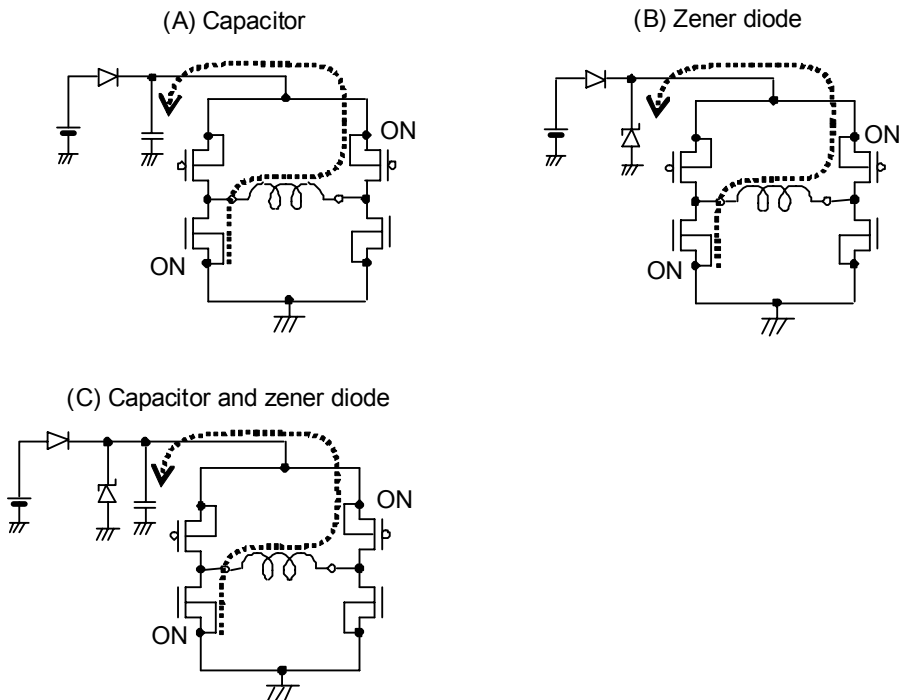 (A) Capacitor
(B) Zener diode
ON
ON
ON
ON
(C) Capacitor and zener diode
ON
ON